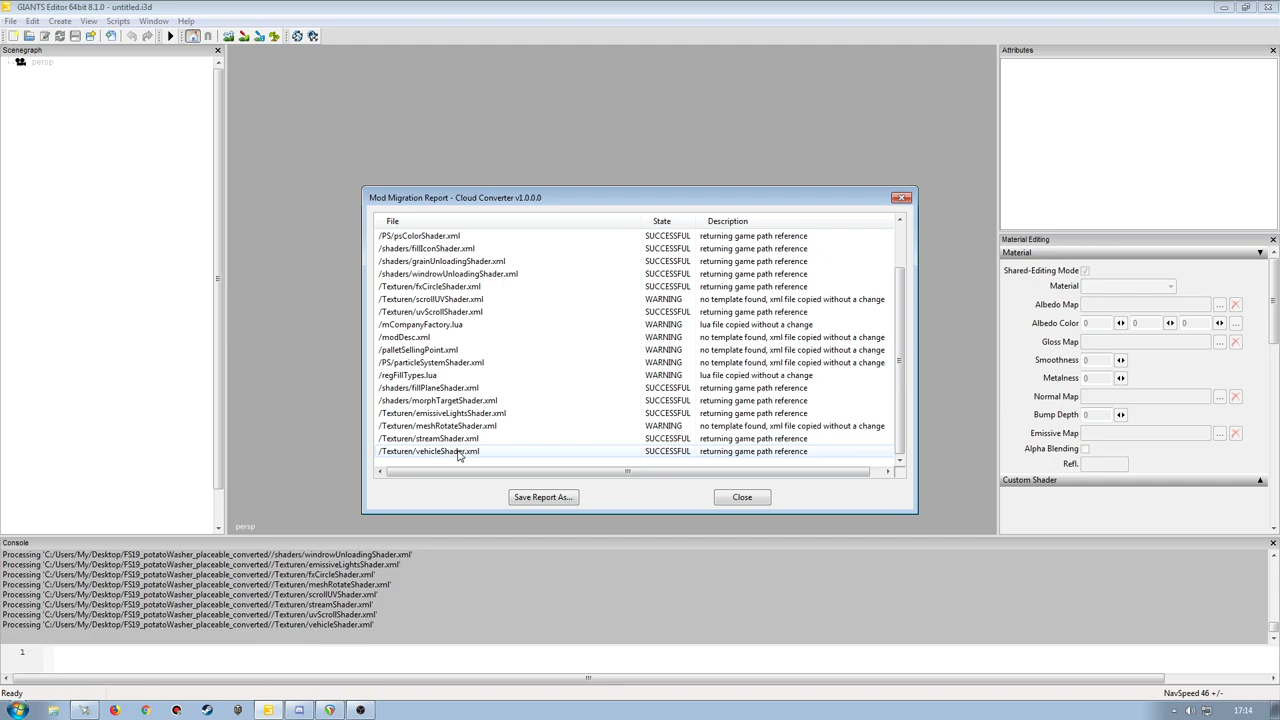 GIANTS Editor 64bit 8.1.0 - untitled.i3d
File Edit Create View Scripts Window Help
Scenegraph
persp
Attributes
Mod Migration Report - Cloud Converter v1.0.0.0
File State Description
/PS/psColorShader.xml SUCCESSFUL returning game path reference
/shaders/fillIconShader.xml SUCCESSFUL returning game path reference
/shaders/grainUnloadingShader.xml SUCCESSFUL returning game path reference
/shaders/windrowUnloadingShader.xml SUCCESSFUL returning game path reference
/Texturen/fxCircleShader.xml SUCCESSFUL returning game path reference
/Texturen/scrollUVShader.xml WARNING no template found, xml file copied without a change
/Texturen/uvScrollShader.xml SUCCESSFUL returning game path reference
/mCompanyFactory.lua WARNING lua file copied without a change
/modDesc.xml WARNING no template found, xml file copied without a change
/palletSellingPoint.xml WARNING no template found, xml file copied without a change
/PS/particleSystemShader.xml WARNING no template found, xml file copied without a change
/regFillTypes.lua WARNING lua file copied without a change
/shaders/fillPlaneShader.xml SUCCESSFUL returning game path reference
/shaders/morphTargetShader.xml SUCCESSFUL returning game path reference
/Texturen/emissiveLightsShader.xml SUCCESSFUL returning game path reference
/Texturen/meshRotateShader.xml WARNING no template found, xml file copied without a change
/Texturen/streamShader.xml SUCCESSFUL returning game path reference
/Texturen/vehicleShader.xml SUCCESSFUL returning game path reference
Save Report As... Close
persp
Material Editing
Material
Shared-Editing Mode
Material
Albedo Map ...
Albedo Color 0 0 0 ...
Gloss Map ...
Smoothness 0
Metalness 0
Normal Map ...
Bump Depth 0
Emissive Map ...
Alpha Blending
Refl.
Custom Shader
Console
Processing 'C:/Users/My/Desktop/FS19_potatoWasher_placeable_converted//shaders/windrowUnloadingShader.xml'
Processing 'C:/Users/My/Desktop/FS19_potatoWasher_placeable_converted//Texturen/emissiveLightsShader.xml'
Processing 'C:/Users/My/Desktop/FS19_potatoWasher_placeable_converted//Texturen/fxCircleShader.xml'
Processing 'C:/Users/My/Desktop/FS19_potatoWasher_placeable_converted//Texturen/meshRotateShader.xml'
Processing 'C:/Users/My/Desktop/FS19_potatoWasher_placeable_converted//Texturen/scrollUVShader.xml'
Processing 'C:/Users/My/Desktop/FS19_potatoWasher_placeable_converted//Texturen/streamShader.xml'
Processing 'C:/Users/My/Desktop/FS19_potatoWasher_placeable_converted//Texturen/uvScrollShader.xml'
Processing 'C:/Users/My/Desktop/FS19_potatoWasher_placeable_converted//Texturen/vehicleShader.xml'
1
Ready NavSpeed 46 +/-
17:14